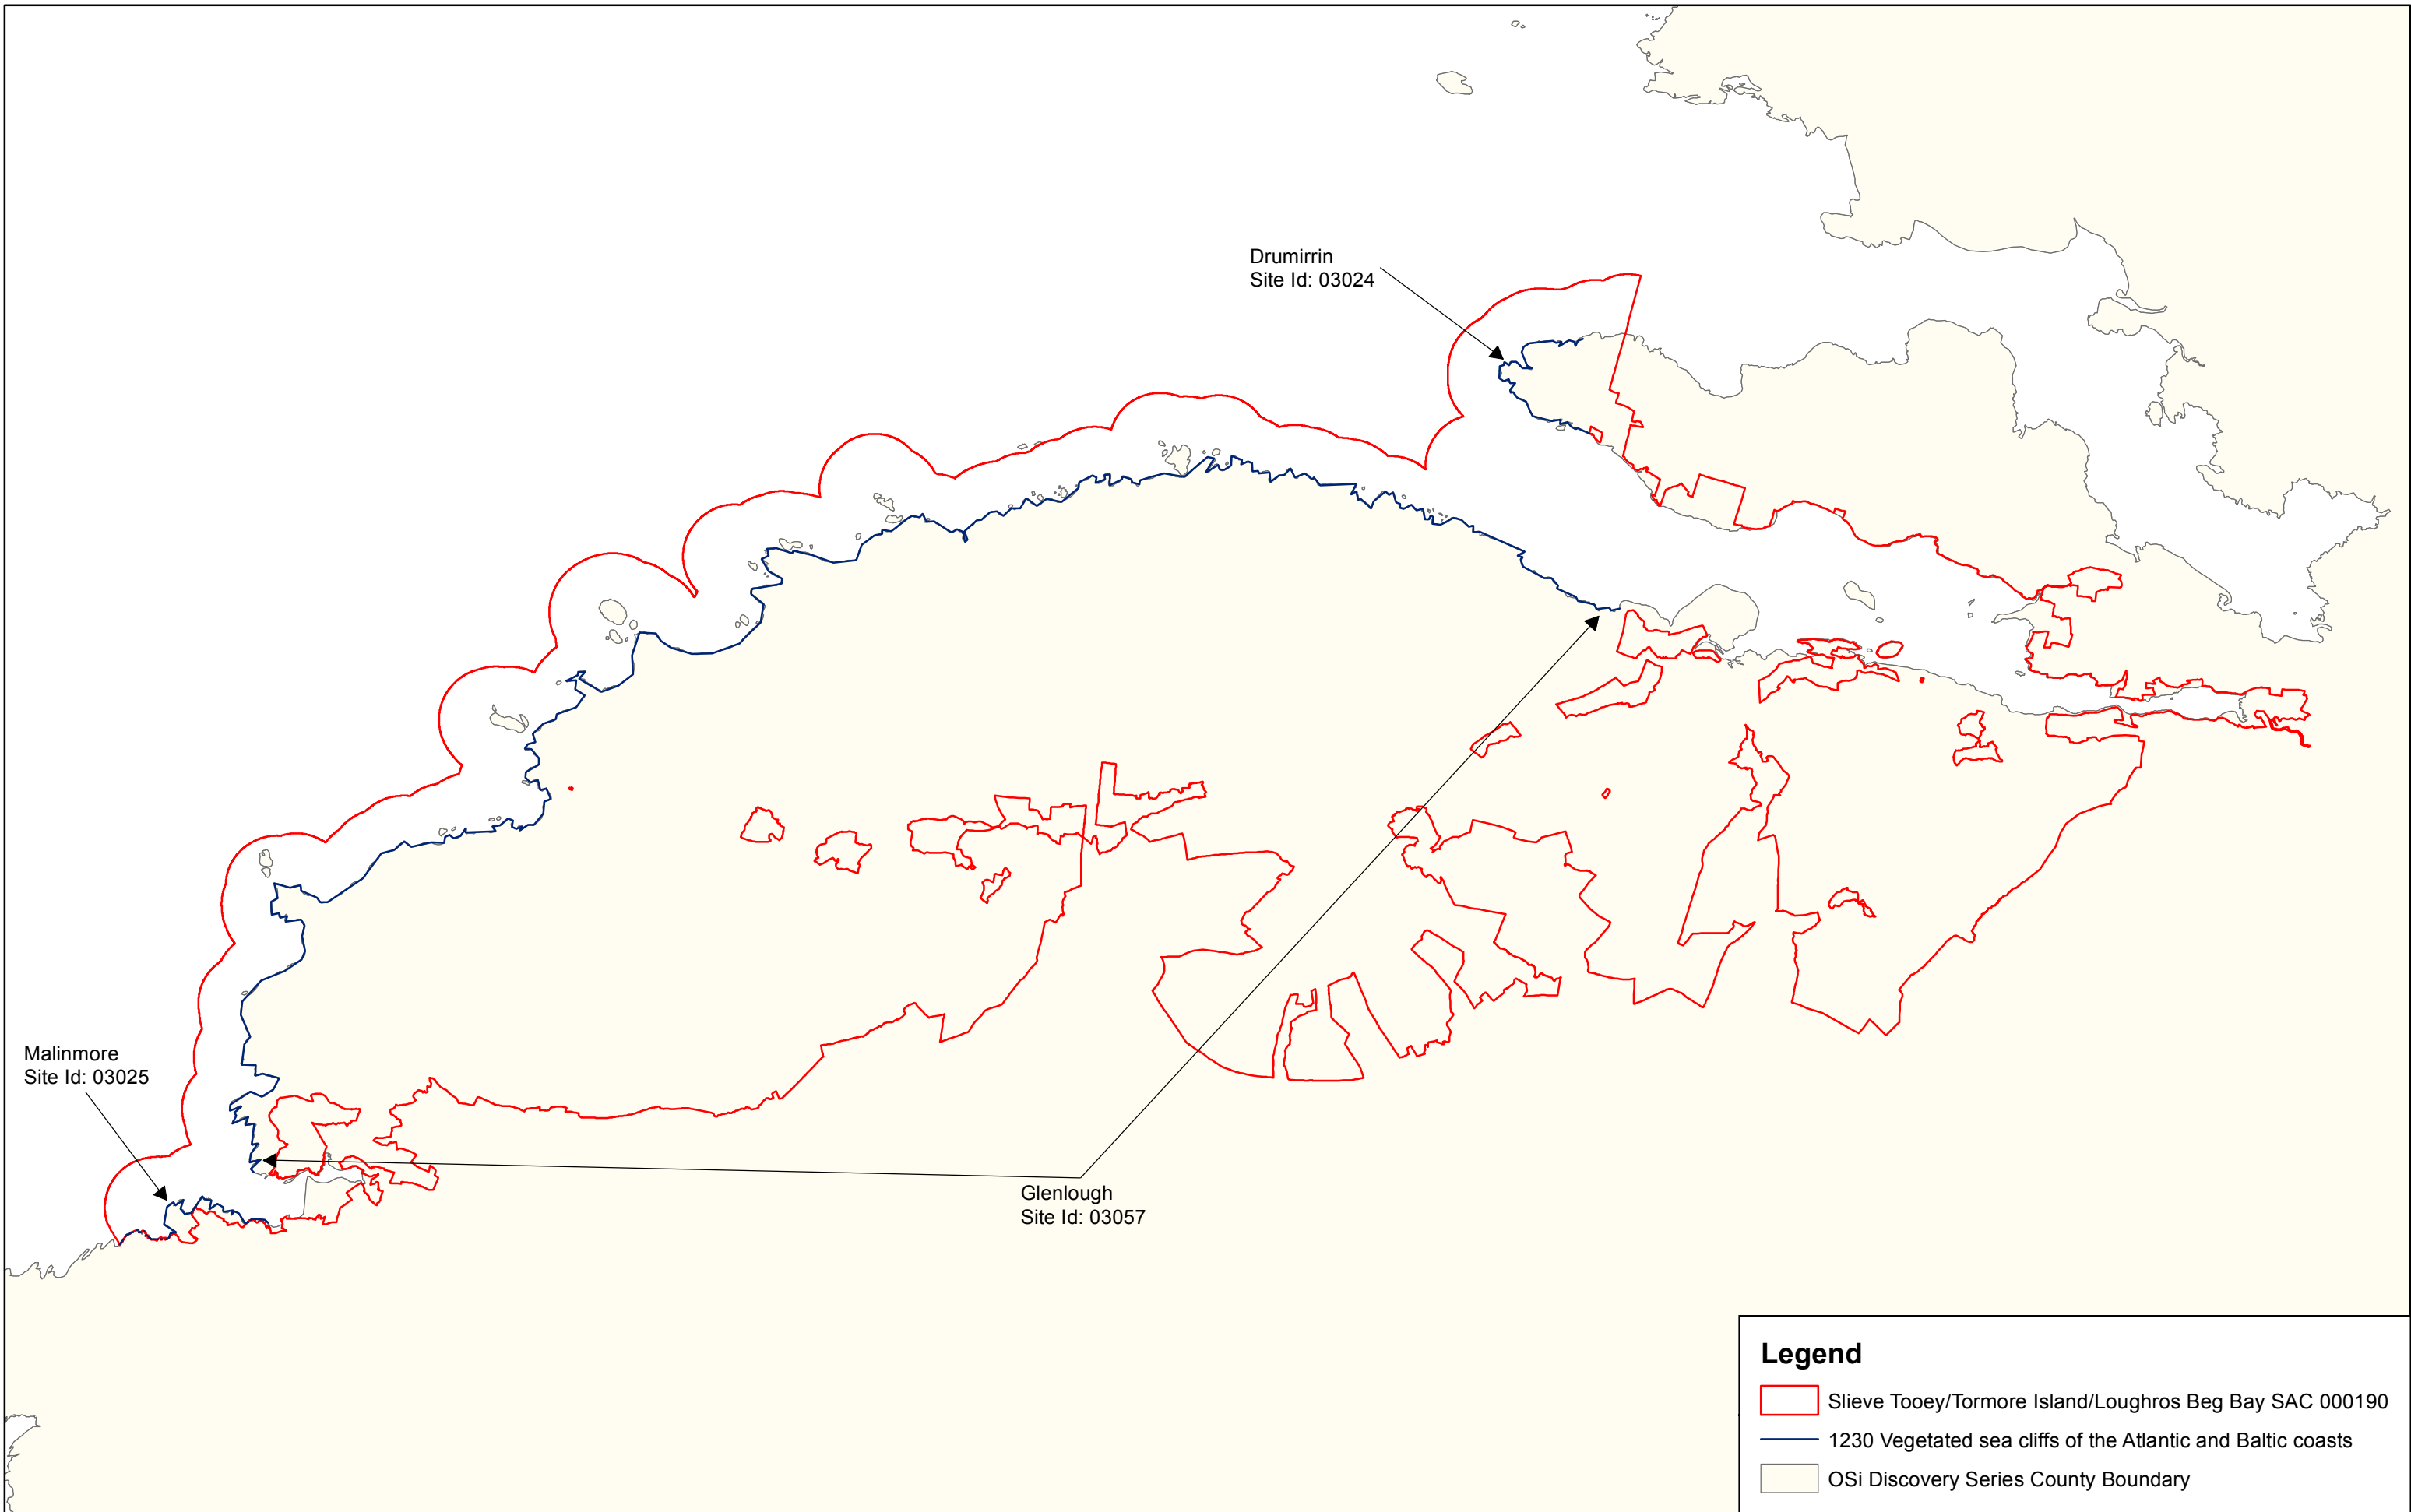 Drumirrin
Site Id: 03024
Malinmore
Site Id: 03025
Glenlough
Site Id: 03057
Legend
Slieve Tooey/Tormore Island/Loughros Beg Bay SAC 000190
1230 Vegetated sea cliffs of the Atlantic and Baltic coasts
OSi Discovery Series County Boundary